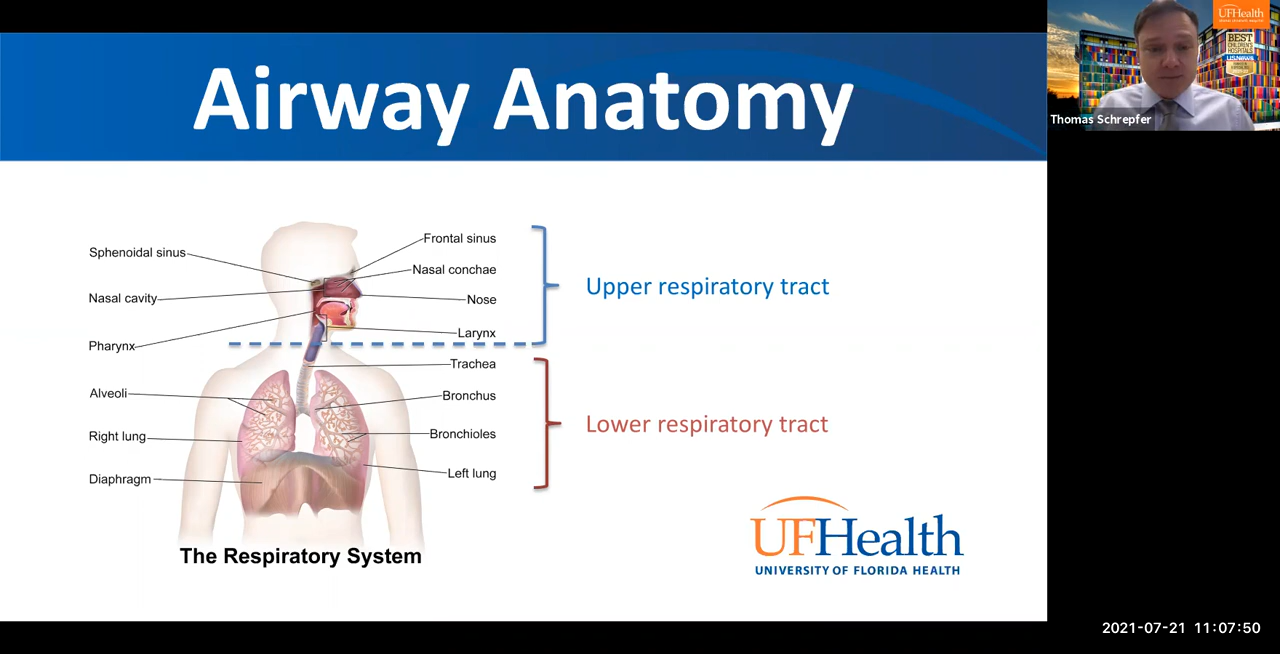 Airway Anatomy
Sphenoidal sinus
Nasal cavity
Pharynx
Alveoli
Right lung
Diaphragm
Frontal sinus
Nasal conchae
Nose
Larynx
Trachea
Bronchus
Bronchioles
Left lung
The Respiratory System
Upper respiratory tract
Lower respiratory tract
UFHealth
UNIVERSITY OF FLORIDA HEALTH
UFHealth
BEST
CHILDREN'S
HOSPITALS
U.S. NEWS
Thomas Schrepfer
2021-07-21 11:07:50